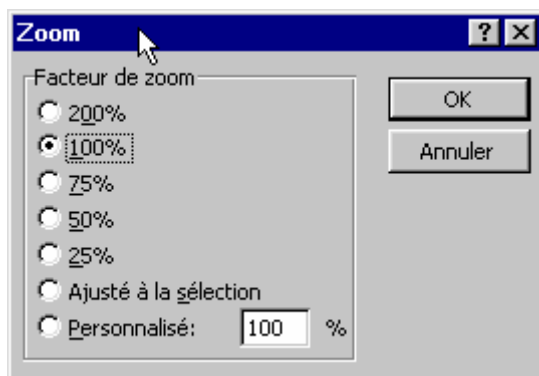 Zoom
Facteur de zoom
200%
100%
75%
50%
25%
Ajusté à la sélection
Personnalisé: 100 %
OK
Annuler